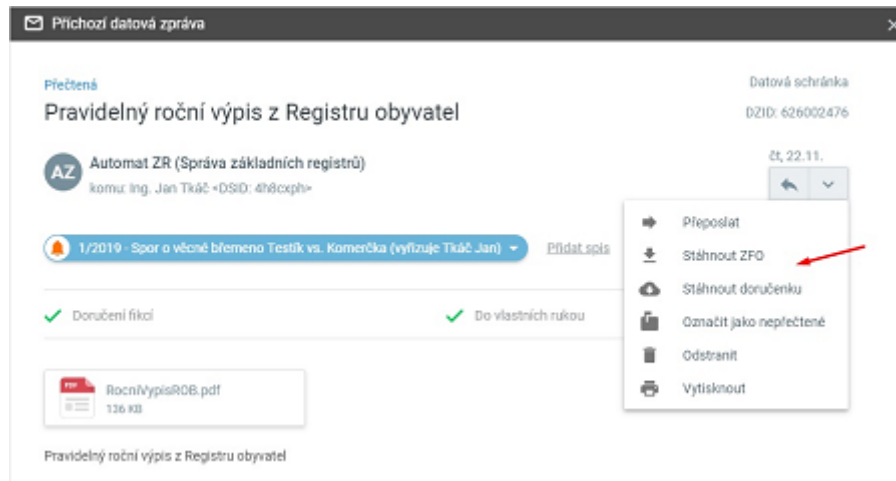 Příchozí datová zpráva
Přečtená
Datová schránka
Pravidelný roční výpis z Registru obyvatel
DZID: 626002476
čt, 22.11.
AZ
Automat ZR (Správa základních registrů)
komu: Ing. Jan Tkáč <DSID: 4h8cxph>
1/2019 - Spor o věcné břemeno Testík vs. Komerčka (vyřizuje Tkáč Jan)
Přidat spis
Přeposlat
Stáhnout ZFO
Stáhnout doručenku
Označit jako nepřečtené
Odstranit
Vytisknout
Doručení fikcí
Do vlastních rukou
PDF
RocniVypisROB.pdf
136 KB
Pravidelný roční výpis z Registru obyvatel